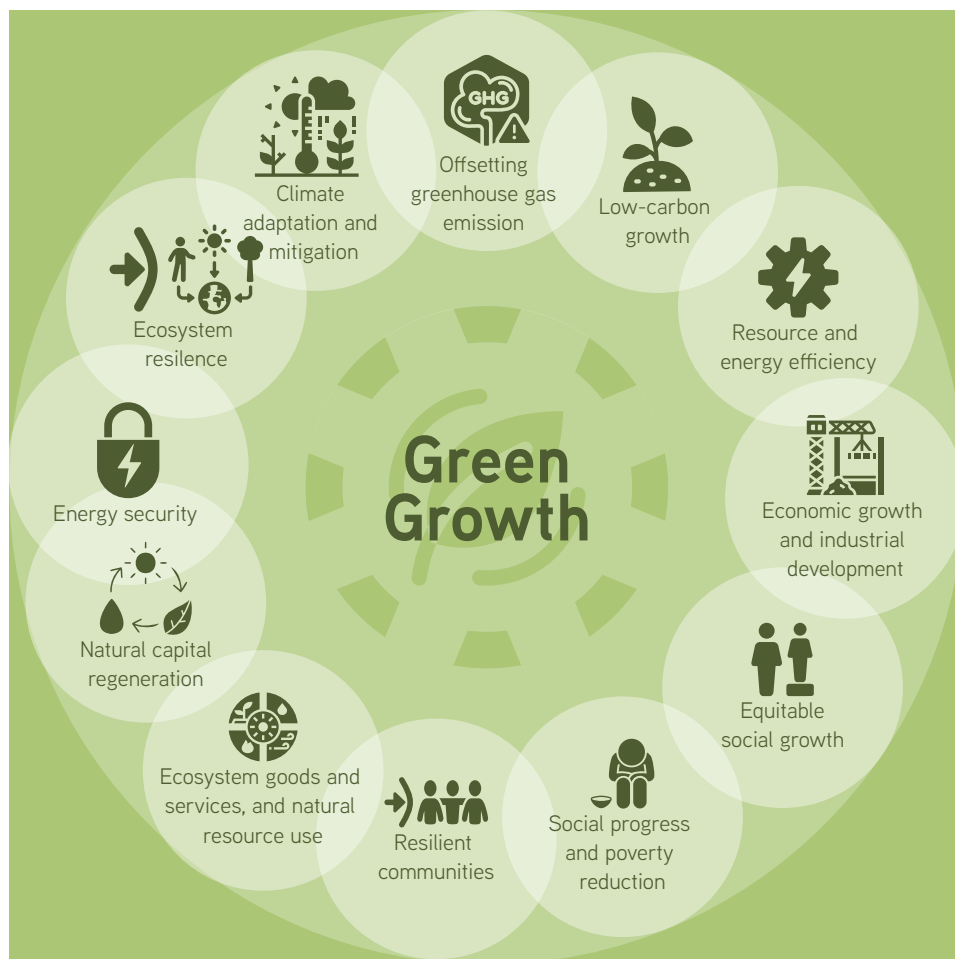 GHG
Offsetting
greenhouse gas
emission
Low-carbon
growth
Resource and
energy efficiency
Economic growth
and industrial
development
Equitable
social growth
Social progress
and poverty
reduction
Resilient
communities
Ecosystem goods and
services, and natural
resource use
Natural capital
regeneration
Energy security
Ecosystem
resilence
Climate
adaptation and
mitigation
Green
Growth